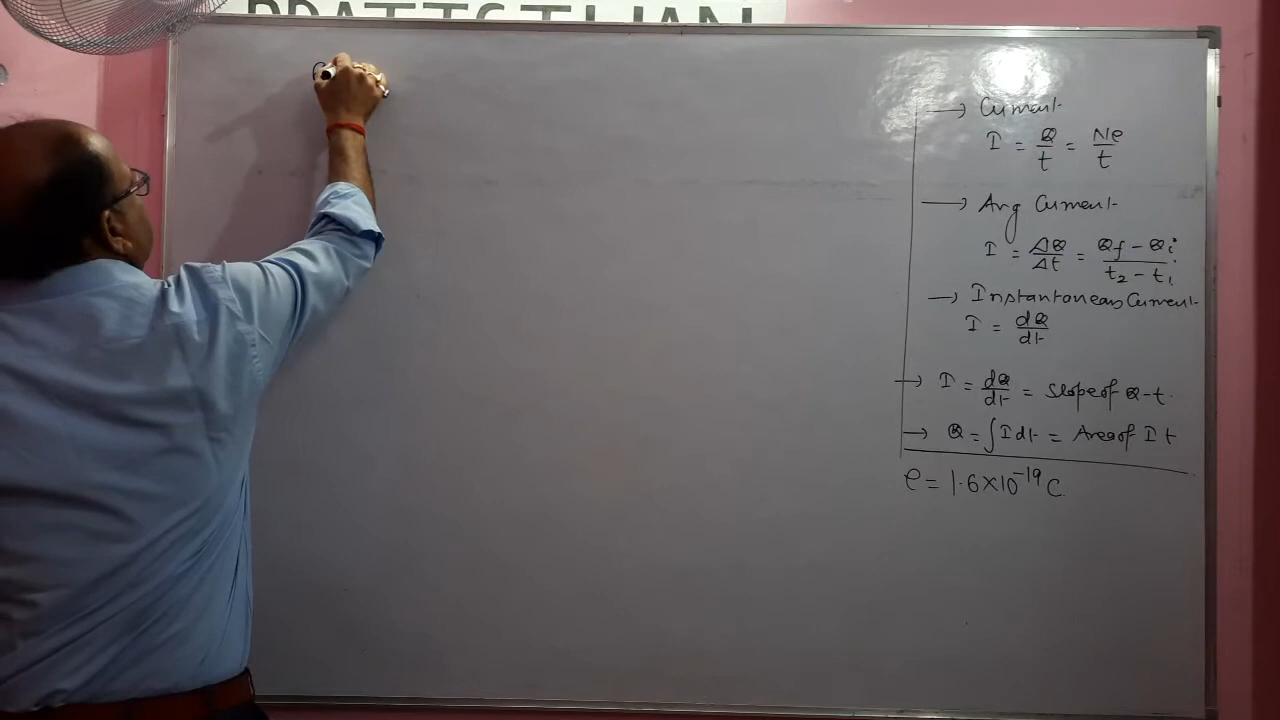 PRATISTHAN
→ Current
I = Q/t = Ne/t
→ Avg Current
I = ΔQ/Δt = Qf - Qi / t2 - t1
→ Instantaneous Current
I = dQ/dt
→ I = dQ/dt = Slope of Q-t
→ Q = ∫I dt = Area of I t
e = 1.6×10⁻¹⁹ C